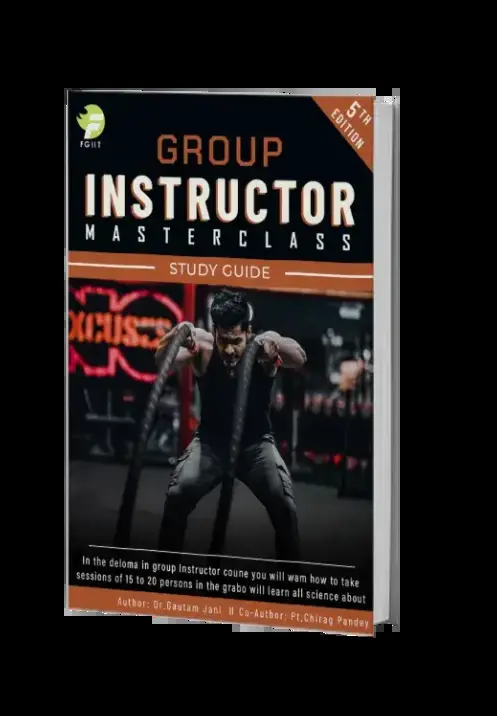 5TH
EDITION
FGIIT
GROUP
INSTRUCTOR
MASTERCLASS
STUDY GUIDE
XCUSES
In the deloma in group Instructor coune you will wam how to take
sessions of 15 to 20 persons in the grabo will learn all science about
Author: Dr.Gautam Jani II Co-Author: Pt,Chirag Pandey